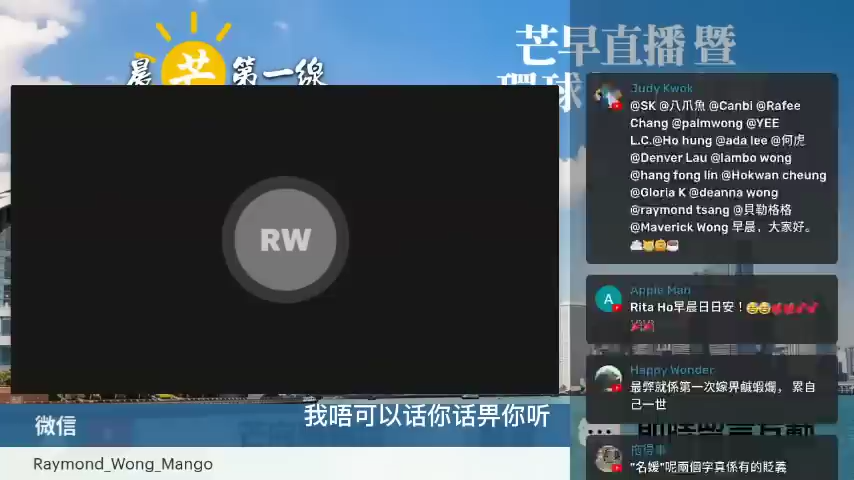 晨芒第一線
芒早直播暨
環球
RW
Judy Kwok
@SK @八爪魚 @Canbi @Rafee
Chang @palmwong @YEE
L.C.@Ho hung @ada lee @何虎
@Denver Lau @lambo wong
@hang fong lin @Hokwan cheung
@Gloria K @deanna wong
@raymond tsang @貝勒格格
@Maverick Wong 早晨，大家好。
A
Apple Man
Rita Ho早晨日日安！
Happy Wonder
最弊就係第一次嫁畀鹹蝦爛， 累自
己一世
"名媛"呢兩個字真係有的貶義
我唔可以话你话畀你听
微信
Raymond_Wong_Mango